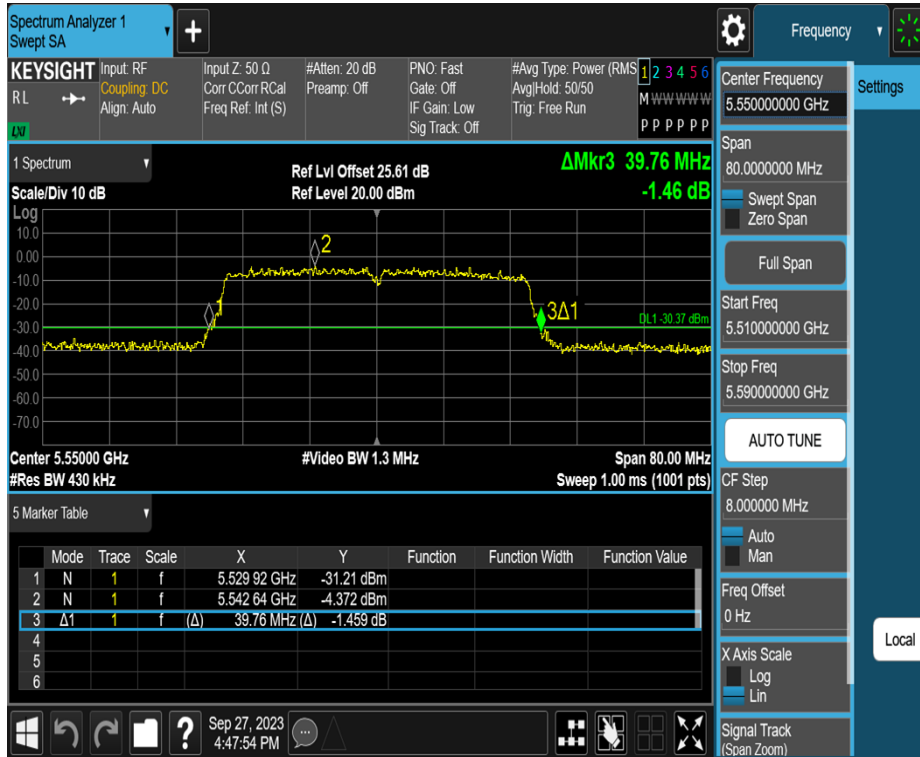 Spectrum Analyzer 1
Swept SA
+
Frequency
KEYSIGHT
R L
LXI
Input: RF
Coupling: DC
Align: Auto
Input Z: 50 Ω
Corr CCorr RCal
Freq Ref: Int (S)
#Atten: 20 dB
Preamp: Off
PNO: Fast
Gate: Off
IF Gain: Low
Sig Track: Off
#Avg Type: Power (RMS
Avg|Hold: 50/50
Trig: Free Run
1 2 3 4 5 6
M W W W W W
P P P P P P
1 Spectrum
Scale/Div 10 dB
Ref Lvl Offset 25.61 dB
Ref Level 20.00 dBm
ΔMkr3 39.76 MHz
-1.46 dB
Log
10.0
0.00
-10.0
-20.0
-30.0
-40.0
-50.0
-60.0
-70.0
2
1
3Δ1
DL1 -30.37 dBm
Center 5.55000 GHz
#Video BW 1.3 MHz
Span 80.00 MHz
#Res BW 430 kHz
Sweep 1.00 ms (1001 pts)
5 Marker Table
Mode Trace Scale X Y Function Function Width Function Value
1 N 1 f 5.529 92 GHz -31.21 dBm
2 N 1 f 5.542 64 GHz -4.372 dBm
3 Δ1 1 f (Δ) 39.76 MHz (Δ) -1.459 dB
4
5
6
?
Sep 27, 2023
4:47:54 PM
Center Frequency
5.550000000 GHz
Span
80.0000000 MHz
Swept Span
Zero Span
Full Span
Start Freq
5.510000000 GHz
Stop Freq
5.590000000 GHz
AUTO TUNE
CF Step
8.000000 MHz
Auto
Man
Freq Offset
0 Hz
X Axis Scale
Log
Lin
Signal Track
(Span Zoom)
Settings
Local